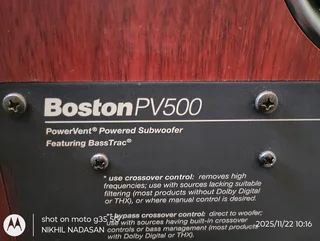 BostonPV500
PowerVent® Powered Subwoofer
Featuring BassTrac®
* use crossover control: removes high
frequencies; use with sources lacking suitable
filtering (most products without Dolby Digital
or THX), or where manual control is desired.
** bypass crossover control: direct to woofer;
use with sources having built-in crossover
controls or bass management (most products
with Dolby Digital or THX).
shot on moto g35 5G
NIKHIL NADASAN
2025/11/22 10:16